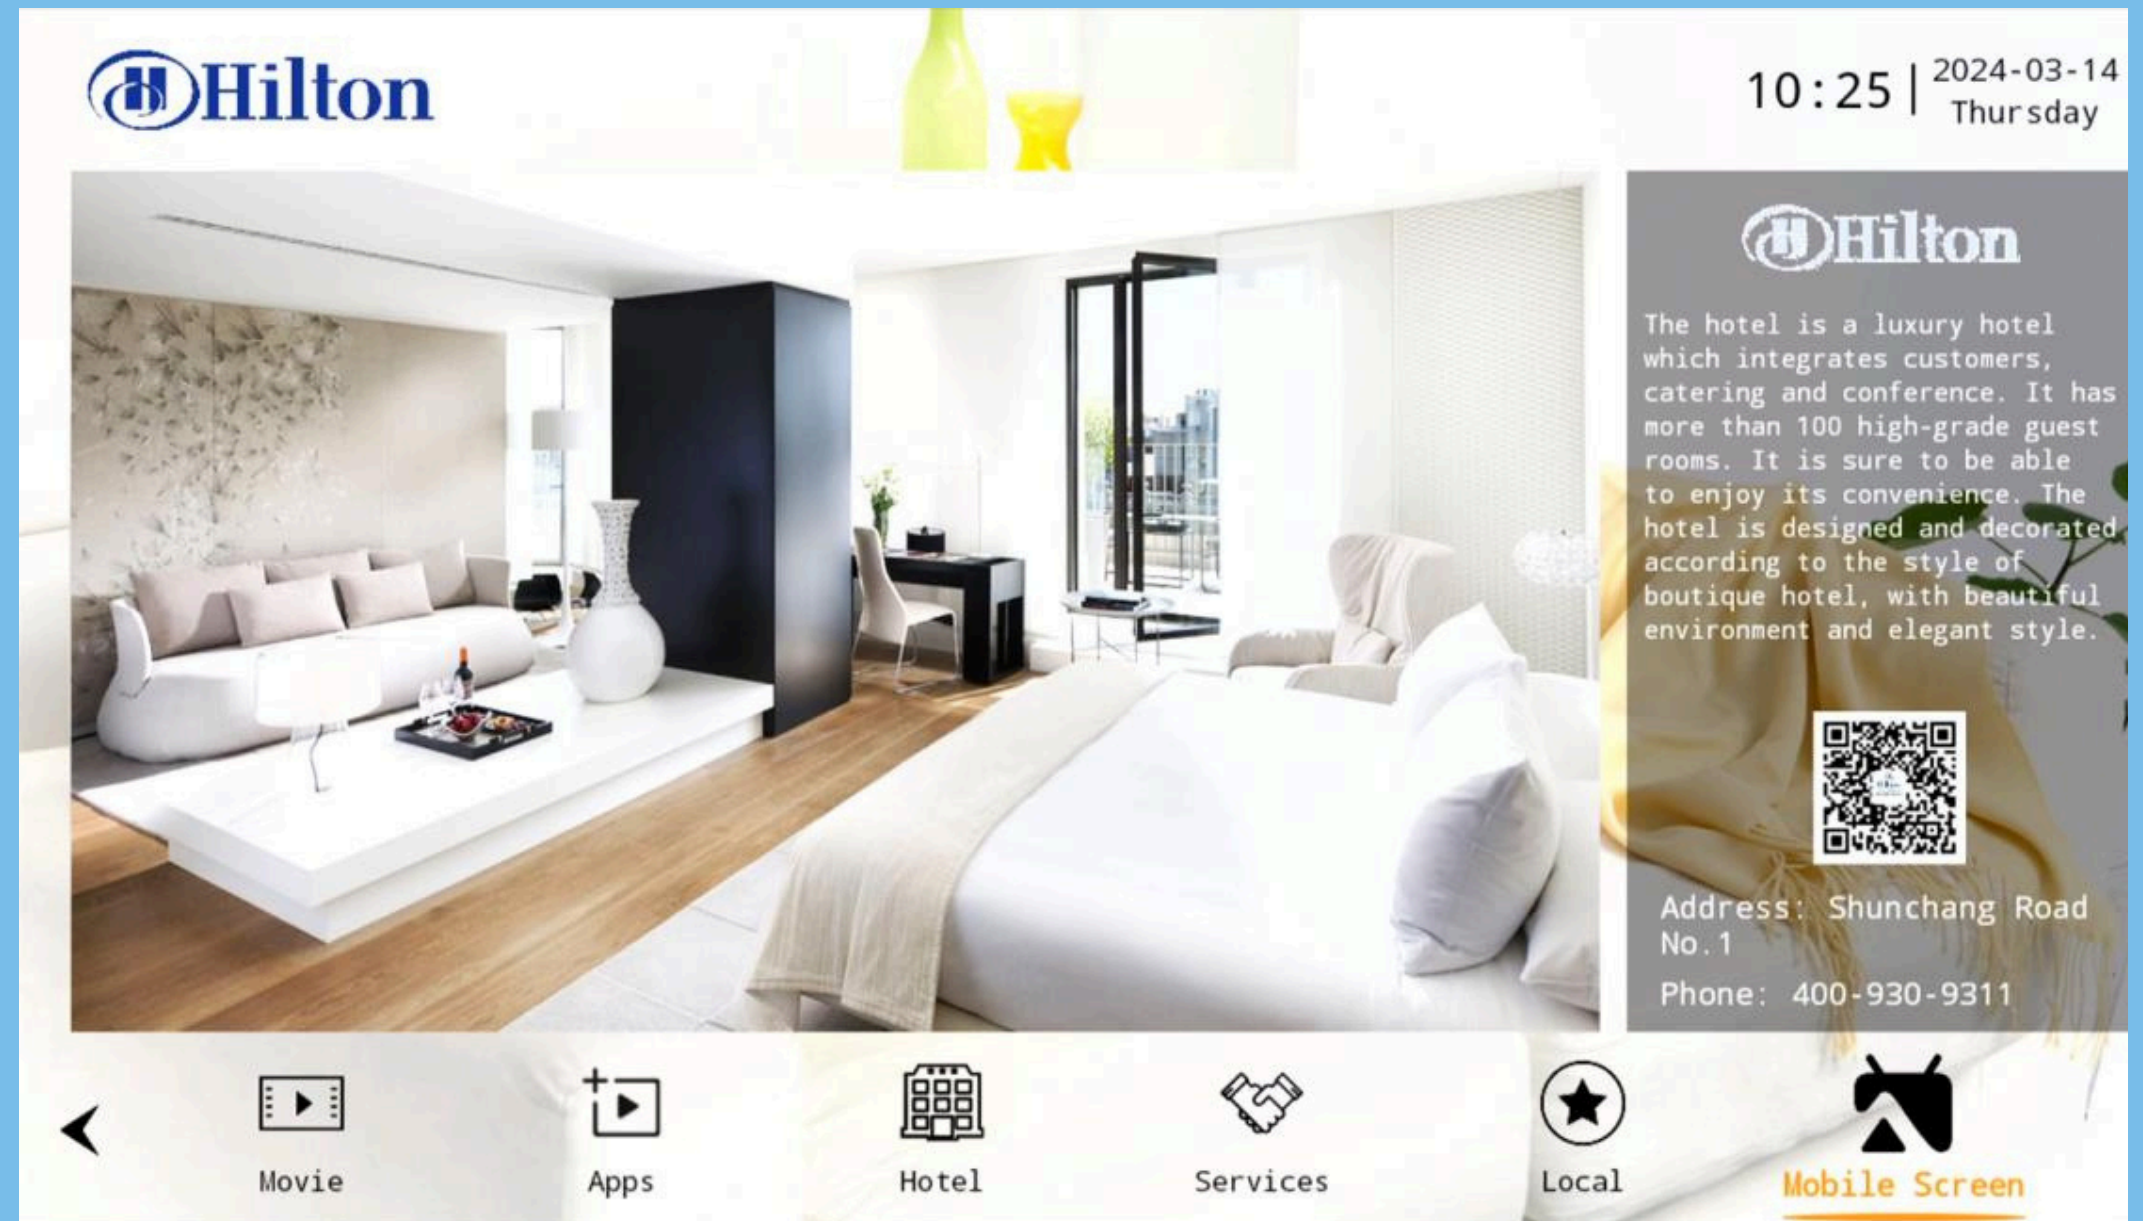 Hilton
10:25
2024-03-14
Thursday
Hilton
The hotel is a luxury hotel
which integrates customers,
catering and conference. It has
more than 100 high-grade guest
rooms. It is sure to be able
to enjoy its convenience. The
hotel is designed and decorated
according to the style of
boutique hotel, with beautiful
environment and elegant style.
Address: Shunchang Road
No.1
Phone: 400-930-9311
Movie
Apps
Hotel
Services
Local
Mobile Screen